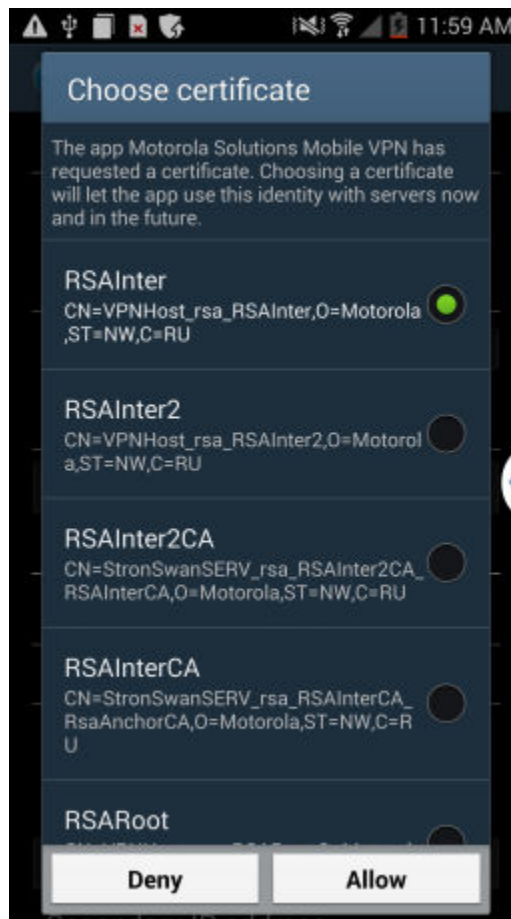 11:59 AM
Choose certificate
The app Motorola Solutions Mobile VPN has
requested a certificate. Choosing a certificate
will let the app use this identity with servers now
and in the future.
RSAInter
CN=VPNHost_rsa_RSAInter,O=Motorola
,ST=NW,C=RU
RSAInter2
CN=VPNHost_rsa_RSAInter2,O=Motorol
a,ST=NW,C=RU
RSAInter2CA
CN=StronSwanSERV_rsa_RSAInter2CA_
RSAInterCA,O=Motorola,ST=NW,C=RU
RSAInterCA
CN=StronSwanSERV_rsa_RSAInterCA_
RsaAnchorCA,O=Motorola,ST=NW,C=R
U
RSARoot
Deny
Allow